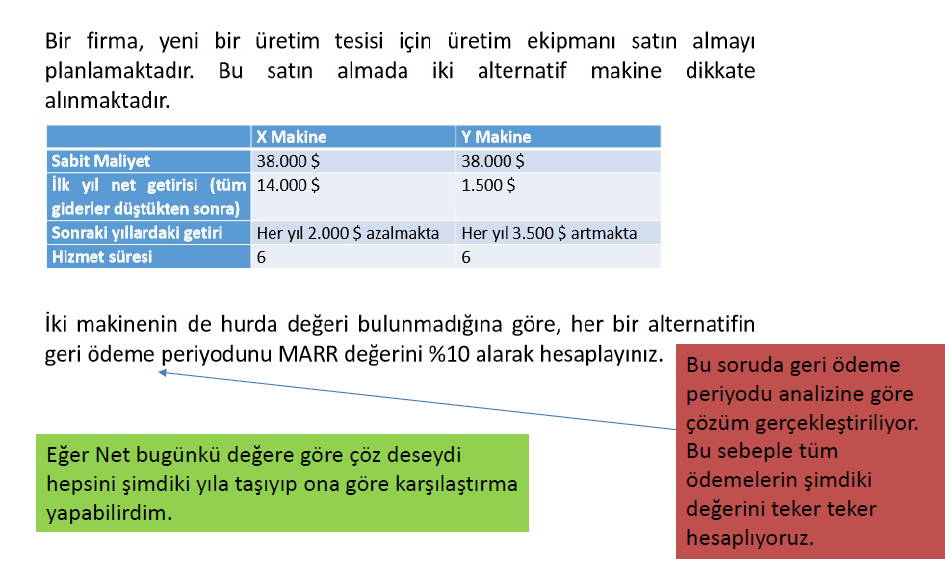 Bir firma, yeni bir üretim tesisi için üretim ekipmanı satın almayı
planlamaktadır. Bu satın almada iki alternatif makine dikkate
alınmaktadır.
X Makine Y Makine
Sabit Maliyet 38.000 $ 38.000 $
İlk yıl net getirisi (tüm 14.000 $ 1.500 $
giderler düştükten sonra)
Sonraki yıllardaki getiri Her yıl 2.000 $ azalmakta Her yıl 3.500 $ artmakta
Hizmet süresi 6 6
İki makinenin de hurda değeri bulunmadığına göre, her bir alternatifin
geri ödeme periyodunu MARR değerini %10 alarak hesaplayınız.
Bu soruda geri ödeme
periyodu analizine göre
çözüm gerçekleştiriliyor.
Bu sebeple tüm
ödemelerin şimdiki
değerini teker teker
hesaplıyoruz.
Eğer Net bugünkü değere göre çöz deseydi
hepsini şimdiki yıla taşıyıp ona göre karşılaştırma
yapabilirdim.